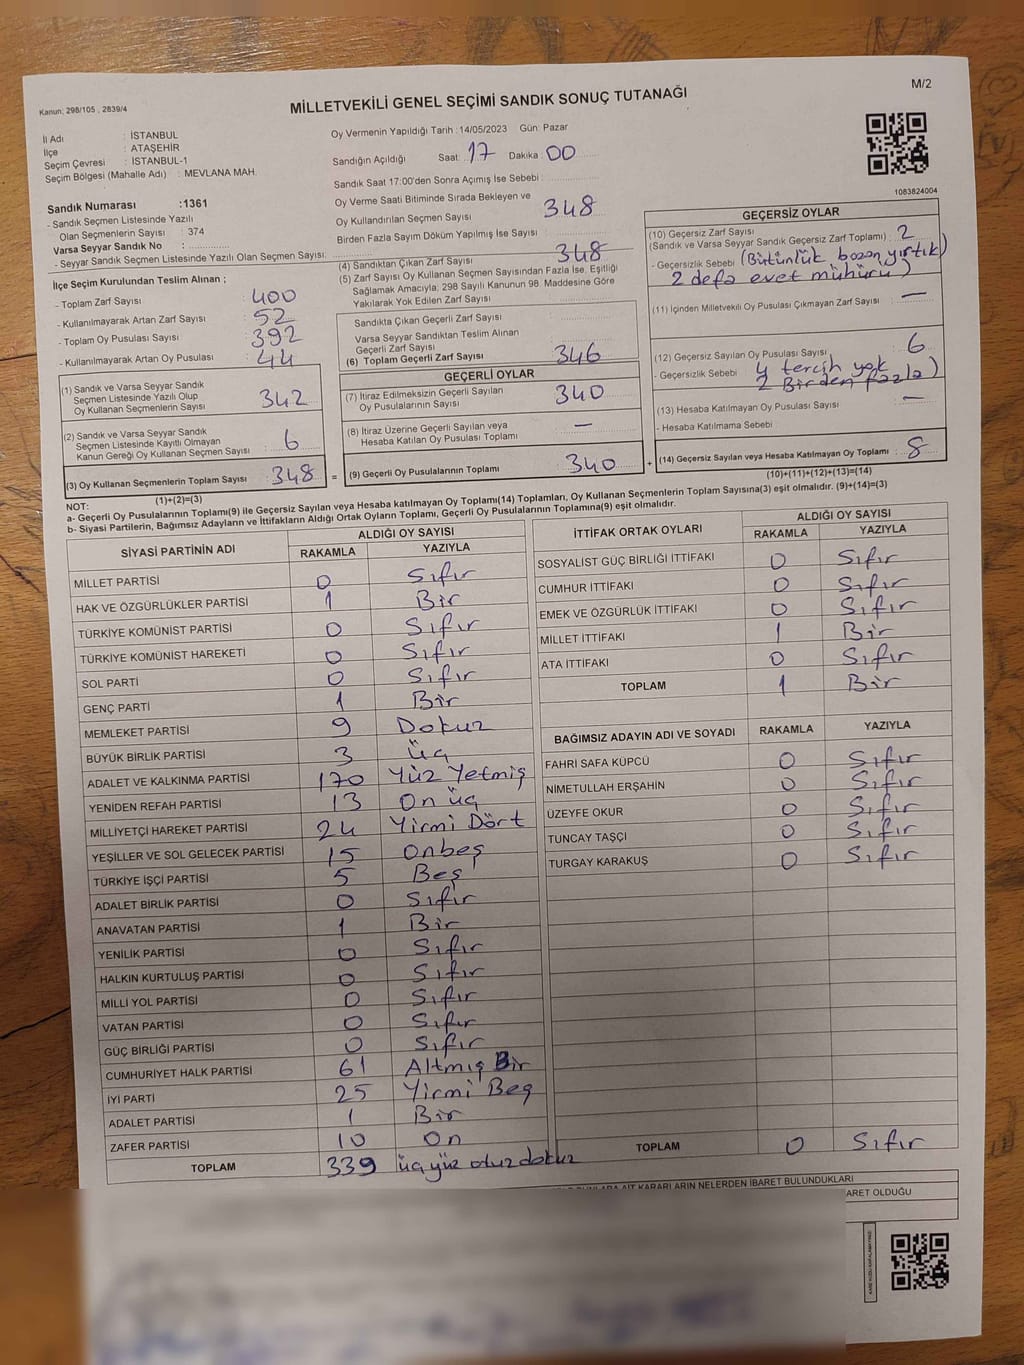 Kanun: 298/105 , 2839/4
MİLLETVEKİLİ GENEL SEÇİMİ SANDIK SONUÇ TUTANAĞI
M/2
İl Adı : İSTANBUL
İlçe : ATAŞEHİR
Seçim Çevresi : İSTANBUL-1
Seçim Bölgesi (Mahalle Adı) : MEVLANA MAH.
Sandık Numarası :1361
- Sandık Seçmen Listesinde Yazılı
Olan Seçmenlerin Sayısı : 374
Varsa Seyyar Sandık No :
- Seyyar Sandık Seçmen Listesinde Yazılı Olan Seçmen Sayısı:
İlçe Seçim Kurulundan Teslim Alınan ;
- Toplam Zarf Sayısı : 400
- Kullanılmayarak Artan Zarf Sayısı : 52
- Toplam Oy Pusulası Sayısı : 392
- Kullanılmayarak Artan Oy Pusulası : 44
(1) Sandık ve Varsa Seyyar Sandık
Seçmen Listesinde Yazılı Olup
Oy Kullanan Seçmenlerin Sayısı : 342
(2) Sandık ve Varsa Seyyar Sandık
Seçmen Listesinde Kayıtlı Olmayan
Kanun Gereği Oy Kullanan Seçmen Sayısı : 6
(3) Oy Kullanan Seçmenlerin Toplam Sayısı : 348
(1)+(2)=(3)
Oy Vermenin Yapıldığı Tarih : 14/05/2023 Gün: Pazar
Sandığın Açıldığı Saat: 17 Dakika : 00
Sandık Saat 17:00'den Sonra Açımış İse Sebebi :
Oy Verme Saati Bitiminde Sırada Bekleyen ve
Oy Kullandırılan Seçmen Sayısı 348
Birden Fazla Sayım Döküm Yapılmış İse Sayısı :
(4) Sandıktan Çıkan Zarf Sayısı 348
(5) Zarf Sayısı Oy Kullanan Seçmen Sayısından Fazla İse, Eşitliği
Sağlamak Amacıyla; 298 Sayılı Kanunun 98. Maddesine Göre
Yakılarak Yok Edilen Zarf Sayısı
Sandıkta Çıkan Geçerli Zarf Sayısı
Varsa Seyyar Sandıktan Teslim Alınan
Geçerli Zarf Sayısı
(6) Toplam Geçerli Zarf Sayısı 346
GEÇERLİ OYLAR
(7) İtiraz Edilmeksizin Geçerli Sayılan
Oy Pusulalarının Sayısı : 340
(8) İtiraz Üzerine Geçerli Sayılan veya
Hesaba Katılan Oy Pusulası Toplamı : —
= (9) Geçerli Oy Pusulalarının Toplamı : 340
1083824004
GEÇERSİZ OYLAR
(10) Geçersiz Zarf Sayısı
(Sandık ve Varsa Seyyar Sandık Geçersiz Zarf Toplamı) : 2
- Geçersizlik Sebebi (Bütünlük bozan yırtık)
2 defa evet mühürü)
(11) İçinden Milletvekili Oy Pusulası Çıkmayan Zarf Sayısı : —
(12) Geçersiz Sayılan Oy Pusulası Sayısı : 6
- Geçersizlik Sebebi 4 tercih yok
2 Birden fazla)
(13) Hesaba Katılmayan Oy Pusulası Sayısı : —
- Hesaba Katılmama Sebebi
+ (14) Geçersiz Sayılan veya Hesaba Katılmayan Oy Toplamı : 8
(10)+(11)+(12)+(13)=(14)
NOT:
a- Geçerli Oy Pusulalarının Toplamı(9) ile Geçersiz Sayılan veya Hesaba katılmayan Oy Toplamı(14) Toplamları, Oy Kullanan Seçmenlerin Toplam Sayısına(3) eşit olmalıdır. (9)+(14)=(3)
b- Siyasi Partilerin, Bağımsız Adayların ve İttifakların Aldığı Ortak Oyların Toplamı, Geçerli Oy Pusulalarının Toplamına(9) eşit olmalıdır.
SİYASİ PARTİNİN ADI ALDIĞI OY SAYISI
RAKAMLA YAZIYLA
MİLLET PARTİSİ 0 Sıfır
HAK VE ÖZGÜRLÜKLER PARTİSİ 1 Bir
TÜRKİYE KOMÜNİST PARTİSİ 0 Sıfır
TÜRKİYE KOMÜNİST HAREKETİ 0 Sıfır
SOL PARTİ 0 Sıfır
GENÇ PARTİ 1 Bir
MEMLEKET PARTİSİ 9 Dokuz
BÜYÜK BİRLİK PARTİSİ 3 üç
ADALET VE KALKINMA PARTİSİ 170 Yüz Yetmiş
YENİDEN REFAH PARTİSİ 13 On üç
MİLLİYETÇİ HAREKET PARTİSİ 24 Yirmi Dört
YEŞİLLER VE SOL GELECEK PARTİSİ 15 Onbeş
TÜRKİYE İŞÇİ PARTİSİ 5 Beş
ADALET BİRLİK PARTİSİ 0 Sıfır
ANAVATAN PARTİSİ 1 Bir
YENİLİK PARTİSİ 0 Sıfır
HALKIN KURTULUŞ PARTİSİ 0 Sıfır
MİLLİ YOL PARTİSİ 0 Sıfır
VATAN PARTİSİ 0 Sıfır
GÜÇ BİRLİĞİ PARTİSİ 0 Sıfır
CUMHURİYET HALK PARTİSİ 61 Altmış Bir
İYİ PARTİ 25 Yirmi Beş
ADALET PARTİSİ 1 Bir
ZAFER PARTİSİ 10 On
TOPLAM 339 üçyüz otuzdokuz
İTTİFAK ORTAK OYLARI ALDIĞI OY SAYISI
RAKAMLA YAZIYLA
SOSYALİST GÜÇ BİRLİĞİ İTTİFAKI 0 Sıfır
CUMHUR İTTİFAKI 0 Sıfır
EMEK VE ÖZGÜRLÜK İTTİFAKI 0 Sıfır
MİLLET İTTİFAKI 1 Bir
ATA İTTİFAKI 0 Sıfır
TOPLAM 1 Bir
BAĞIMSIZ ADAYIN ADI VE SOYADI RAKAMLA YAZIYLA
FAHRİ SAFA KÜPCÜ 0 Sıfır
NİMETULLAH ERŞAHİN 0 Sıfır
ÜZEYFE OKUR 0 Sıfır
TUNCAY TAŞÇI 0 Sıfır
TURGAY KARAKUŞ 0 Sıfır
TOPLAM 0 Sıfır
AİT KARARLARIN NELERDEN İBARET BULUNDUKLARI
ARET OLDUĞU